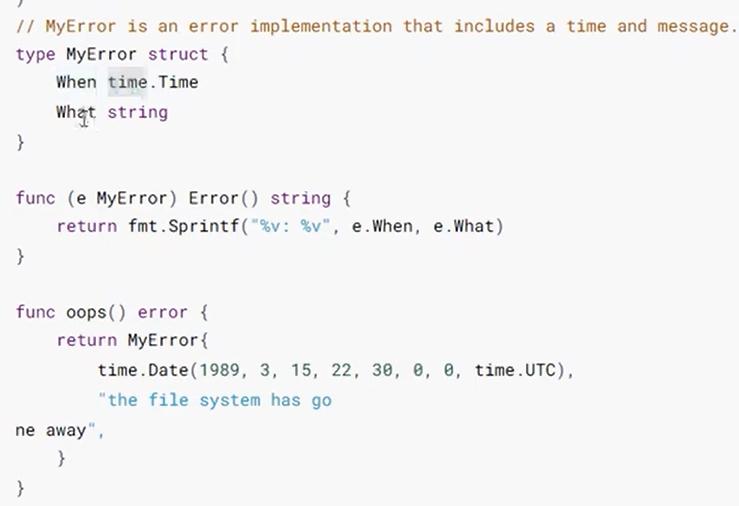 }
// MyError is an error implementation that includes a time and message.
type MyError struct {
    When time.Time
    What string
}
func (e MyError) Error() string {
    return fmt.Sprintf("%v: %v", e.When, e.What)
}
func oops() error {
    return MyError{
        time.Date(1989, 3, 15, 22, 30, 0, 0, time.UTC),
        "the file system has go
ne away",
    }
}